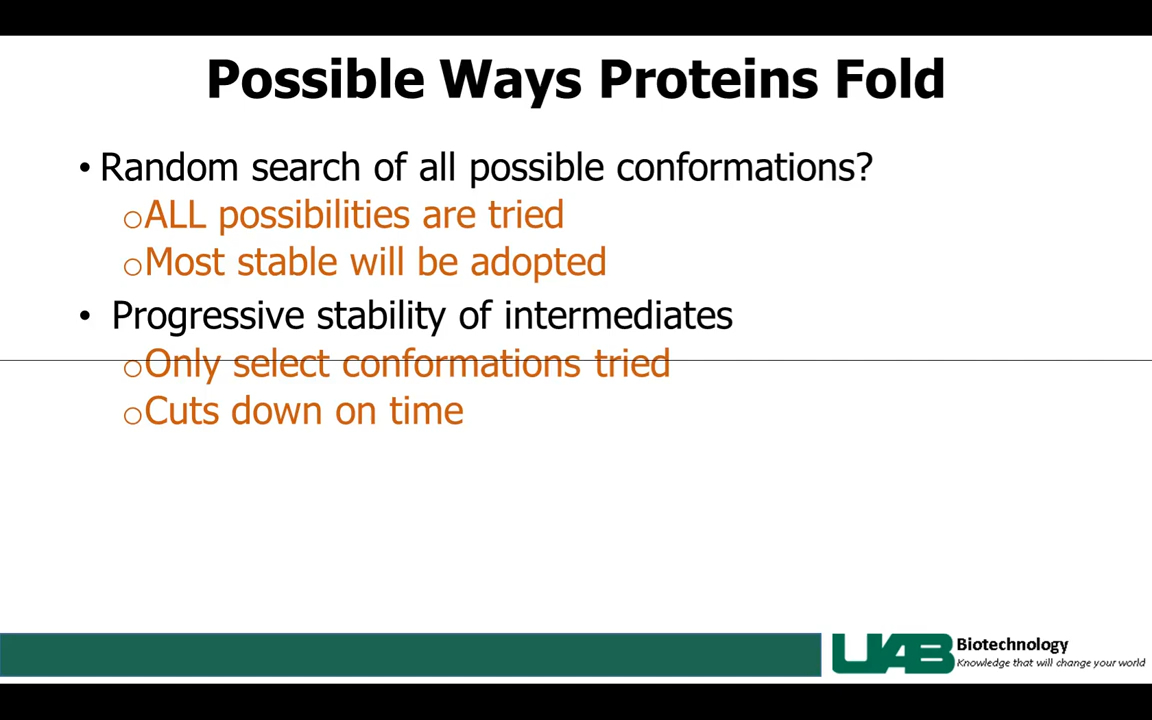 Possible Ways Proteins Fold
• Random search of all possible conformations?
○ALL possibilities are tried
○Most stable will be adopted
• Progressive stability of intermediates
○Only select conformations tried
○Cuts down on time
UAB Biotechnology
Knowledge that will change your world